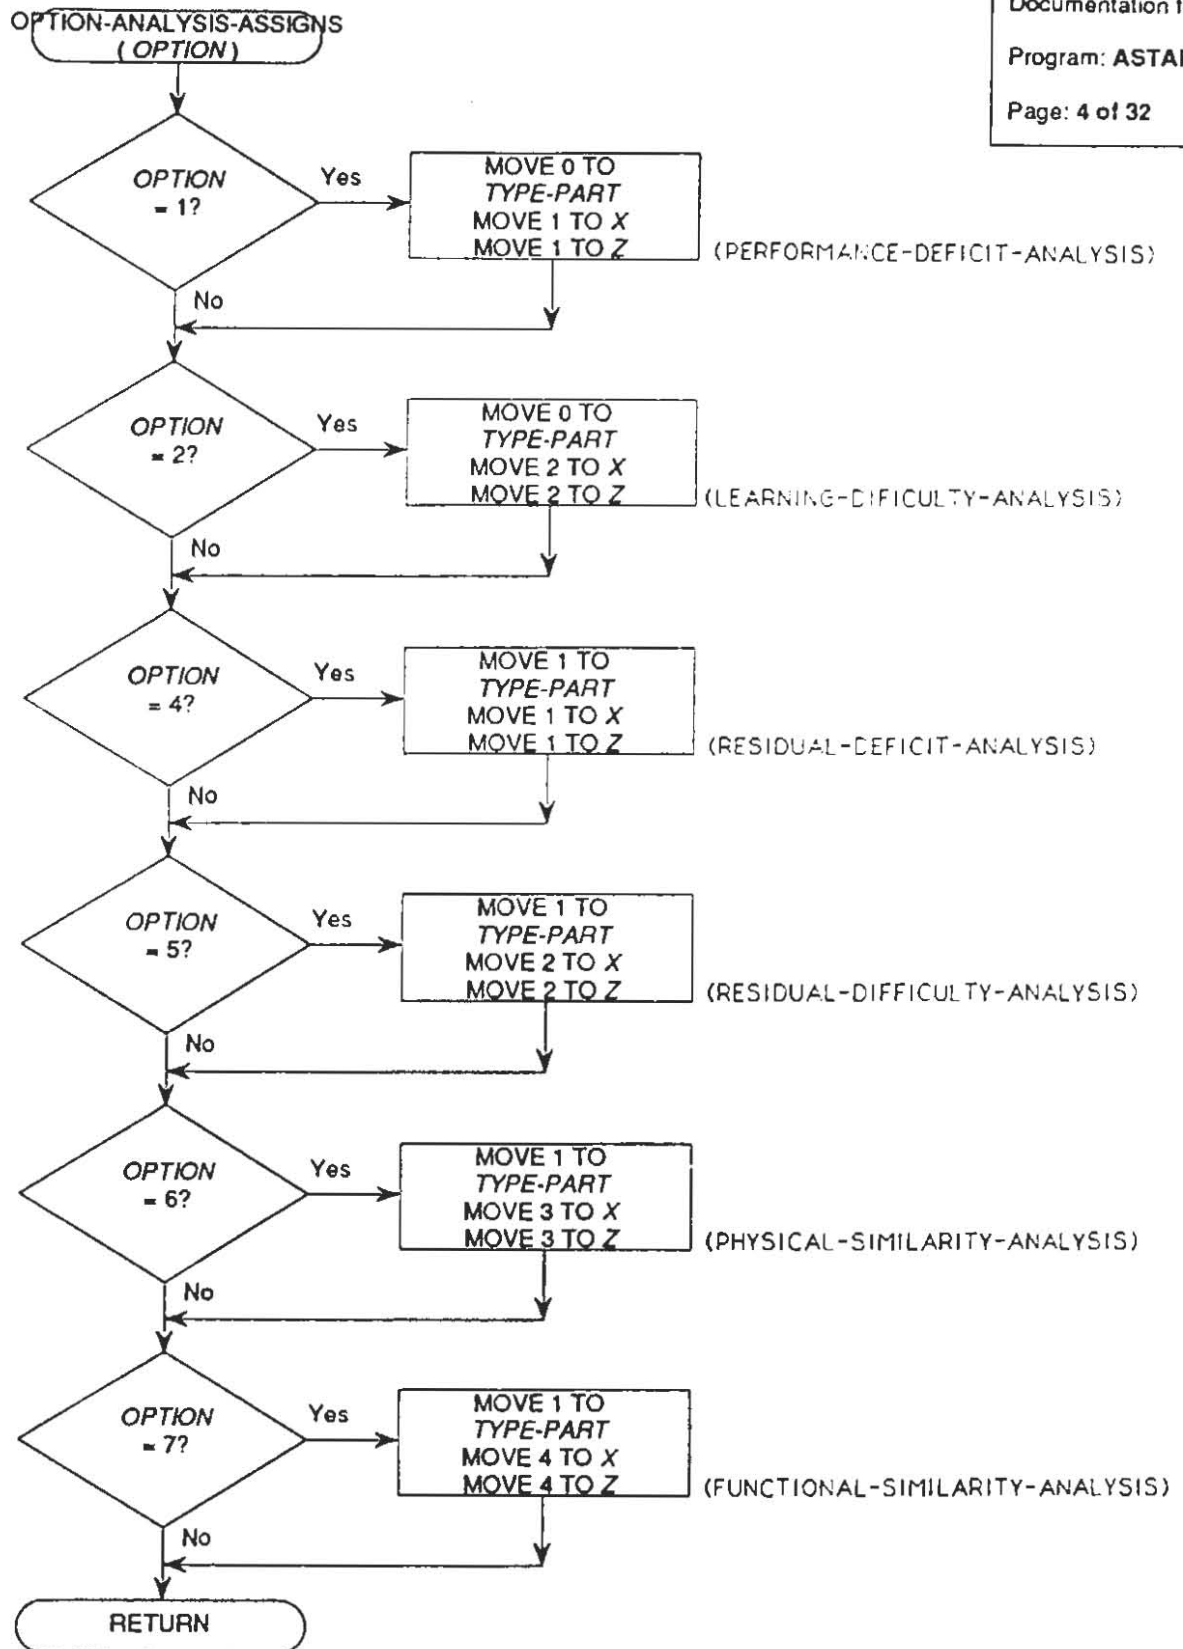 OPTION-ANALYSIS-ASSIGNS
(OPTION)
Program: ASTAR
Page: 4 of 32
OPTION
= 1?
Yes
MOVE 0 TO
TYPE-PART
MOVE 1 TO X
MOVE 1 TO Z
(PERFORMANCE-DEFICIT-ANALYSIS)
No
OPTION
= 2?
Yes
MOVE 0 TO
TYPE-PART
MOVE 2 TO X
MOVE 2 TO Z
(LEARNING-DIFICULTY-ANALYSIS)
No
OPTION
= 4?
Yes
MOVE 1 TO
TYPE-PART
MOVE 1 TO X
MOVE 1 TO Z
(RESIDUAL-DEFICIT-ANALYSIS)
No
OPTION
= 5?
Yes
MOVE 1 TO
TYPE-PART
MOVE 2 TO X
MOVE 2 TO Z
(RESIDUAL-DIFFICULTY-ANALYSIS)
No
OPTION
= 6?
Yes
MOVE 1 TO
TYPE-PART
MOVE 3 TO X
MOVE 3 TO Z
(PHYSICAL-SIMILARITY-ANALYSIS)
No
OPTION
= 7?
Yes
MOVE 1 TO
TYPE-PART
MOVE 4 TO X
MOVE 4 TO Z
(FUNCTIONAL-SIMILARITY-ANALYSIS)
No
RETURN